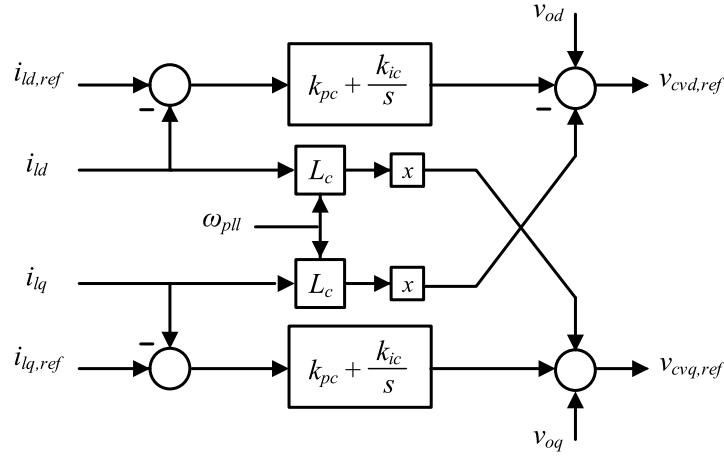 v_od
i_ld,ref
k_pc + k_ic/s
v_cvd,ref
−
−
i_ld
L_c
x
ω_pll
i_lq
L_c
x
−
i_lq,ref
k_pc + k_ic/s
v_cvq,ref
v_oq